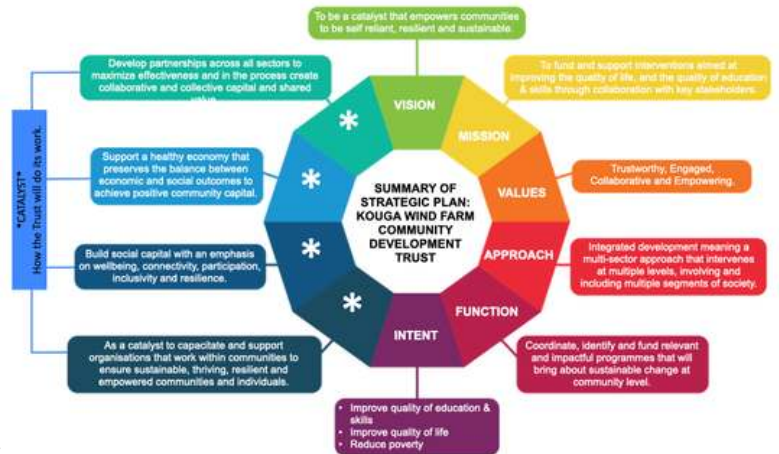 To be a catalyst that empowers communities
to be self reliant, resilient and sustainable.
Develop partnerships across all sectors to
maximize effectiveness and in the process create
collaborative and collective capital and shared
value.
To fund and support interventions aimed at
improving the quality of life, and the quality of education
& skills through collaboration with key stakeholders.
VISION
MISSION
*
*CATALYST*
How the Trust will do its work.
Support a healthy economy that
preserves the balance between
economic and social outcomes to
achieve positive community capital.
*
SUMMARY OF
STRATEGIC PLAN:
KOUGA WIND FARM
COMMUNITY
DEVELOPMENT
TRUST
VALUES
Trustworthy, Engaged,
Collaborative and Empowering.
Build social capital with an emphasis
on wellbeing, connectivity, participation,
inclusivity and resilience.
*
APPROACH
Integrated development meaning a
multi-sector approach that intervenes
at multiple levels, involving and
including multiple segments of society.
*
FUNCTION
INTENT
As a catalyst to capacitate and support
organisations that work within communities to
ensure sustainable, thriving, resilient and
empowered communities and individuals.
Coordinate, identify and fund relevant
and impactful programmes that will
bring about sustainable change at
community level.
• Improve quality of education &
skills
• Improve quality of life
• Reduce poverty